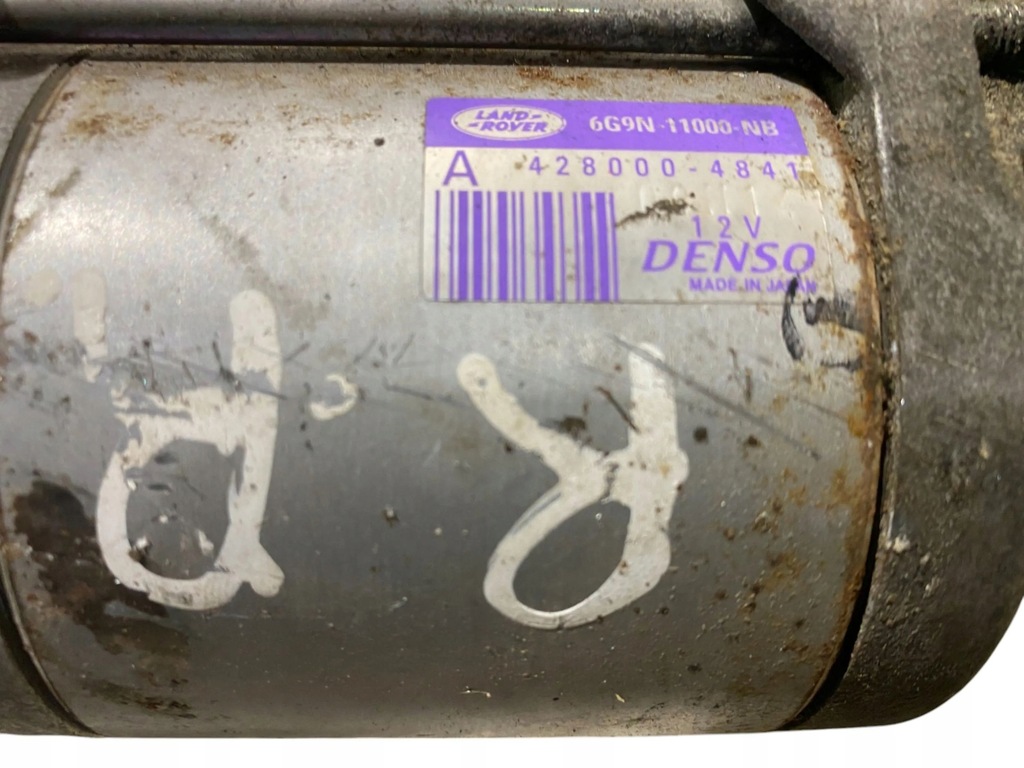 LAND-
-ROVER
6G9N-11000-NB
A 428000-4841
12V
DENSO
MADE IN JAPAN
R.R